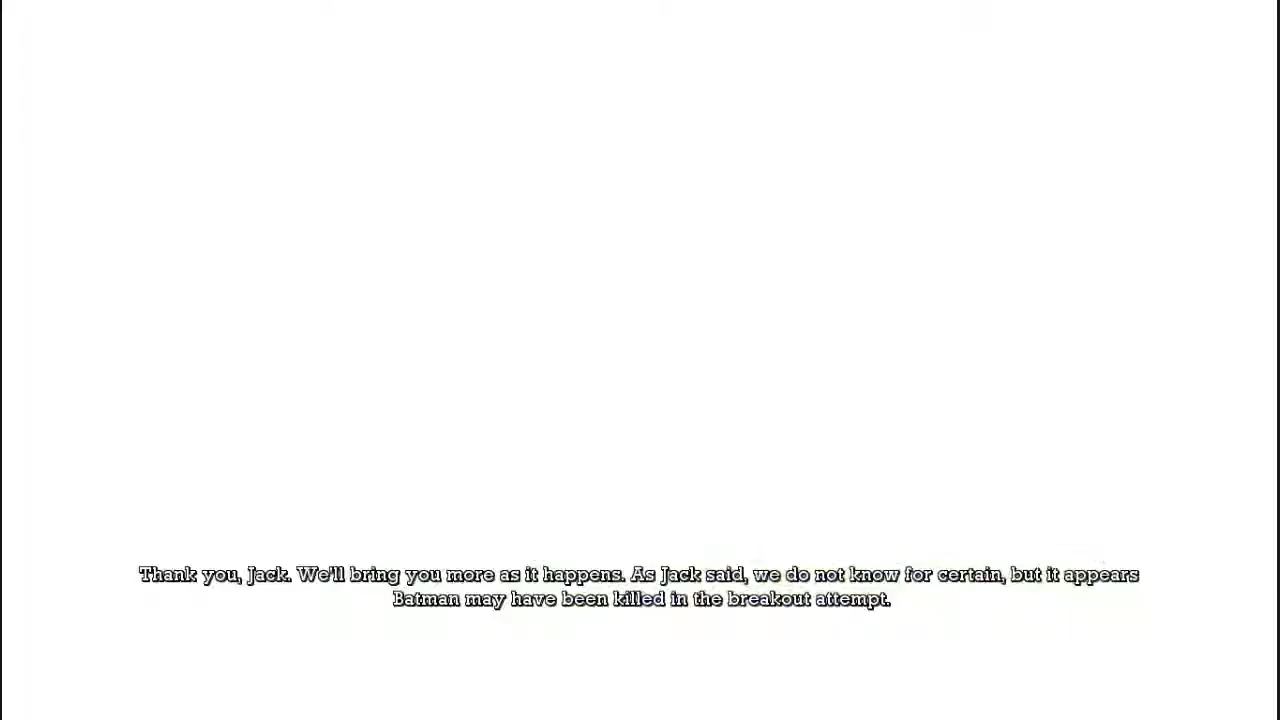 Thank you, Jack. We'll bring you more as it happens. As Jack said, we do not know for certain, but it appears
Batman may have been killed in the breakout attempt.